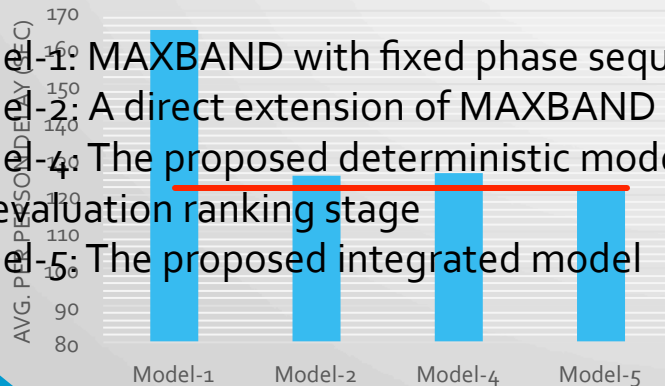 170
160
150
140
130
120
110
100
90
80
AVG. PER PERSON DELAY (SEC)
el-1: MAXBAND with fixed phase sequ
el-2: A direct extension of MAXBAND
el-4: The proposed deterministic mode
evaluation ranking stage
el-5: The proposed integrated model
Model-1 Model-2 Model-4 Model-5